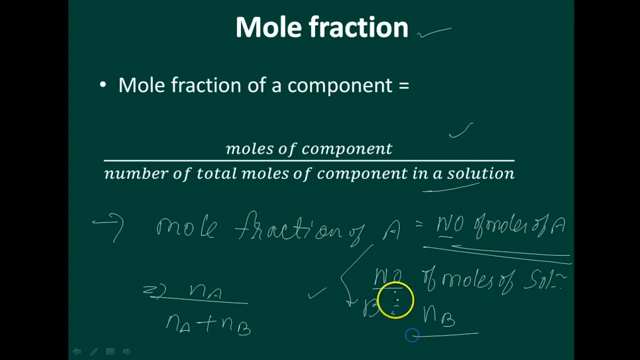 Mole fraction
• Mole fraction of a component =
moles of component
number of total moles of component in a solution
→ mole fraction of A = NO of moles of A
NO of moles of Sol
⇒ nA
nA + nB
B = nB